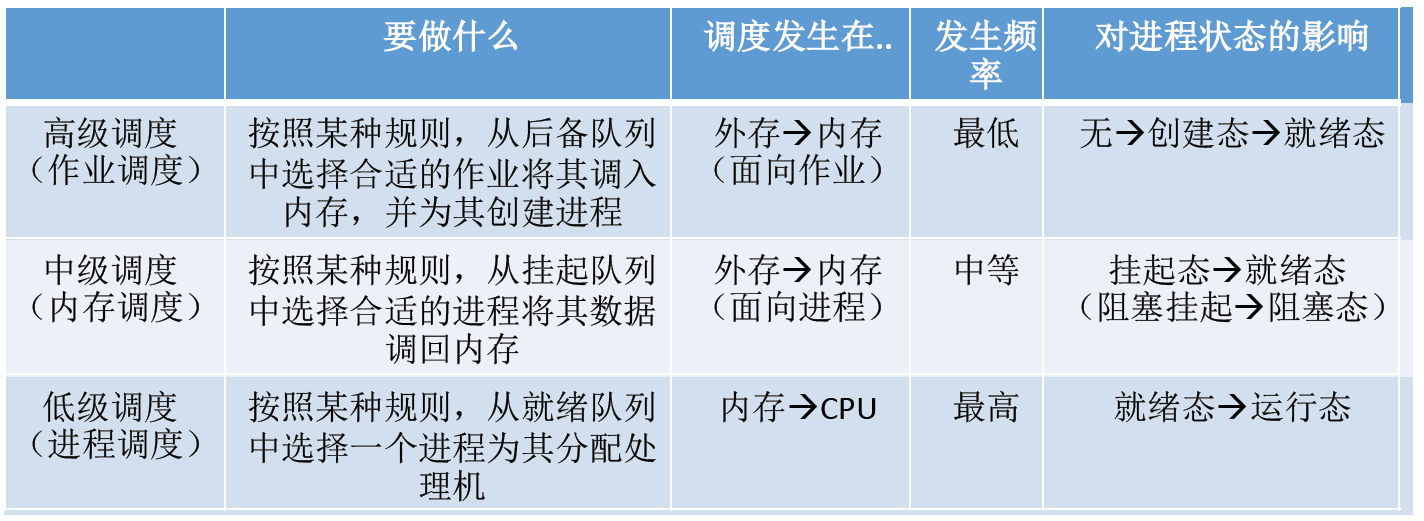 要做什么
调度发生在..
发生频
率
对进程状态的影响
高级调度
（作业调度）
按照某种规则，从后备队列
中选择合适的作业将其调入
内存，并为其创建进程
外存→内存
（面向作业）
最低
无→创建态→就绪态
中级调度
（内存调度）
按照某种规则，从挂起队列
中选择合适的进程将其数据
调回内存
外存→内存
（面向进程）
中等
挂起态→就绪态
（阻塞挂起→阻塞态）
低级调度
（进程调度）
按照某种规则，从就绪队列
中选择一个进程为其分配处
理机
内存→CPU
最高
就绪态→运行态